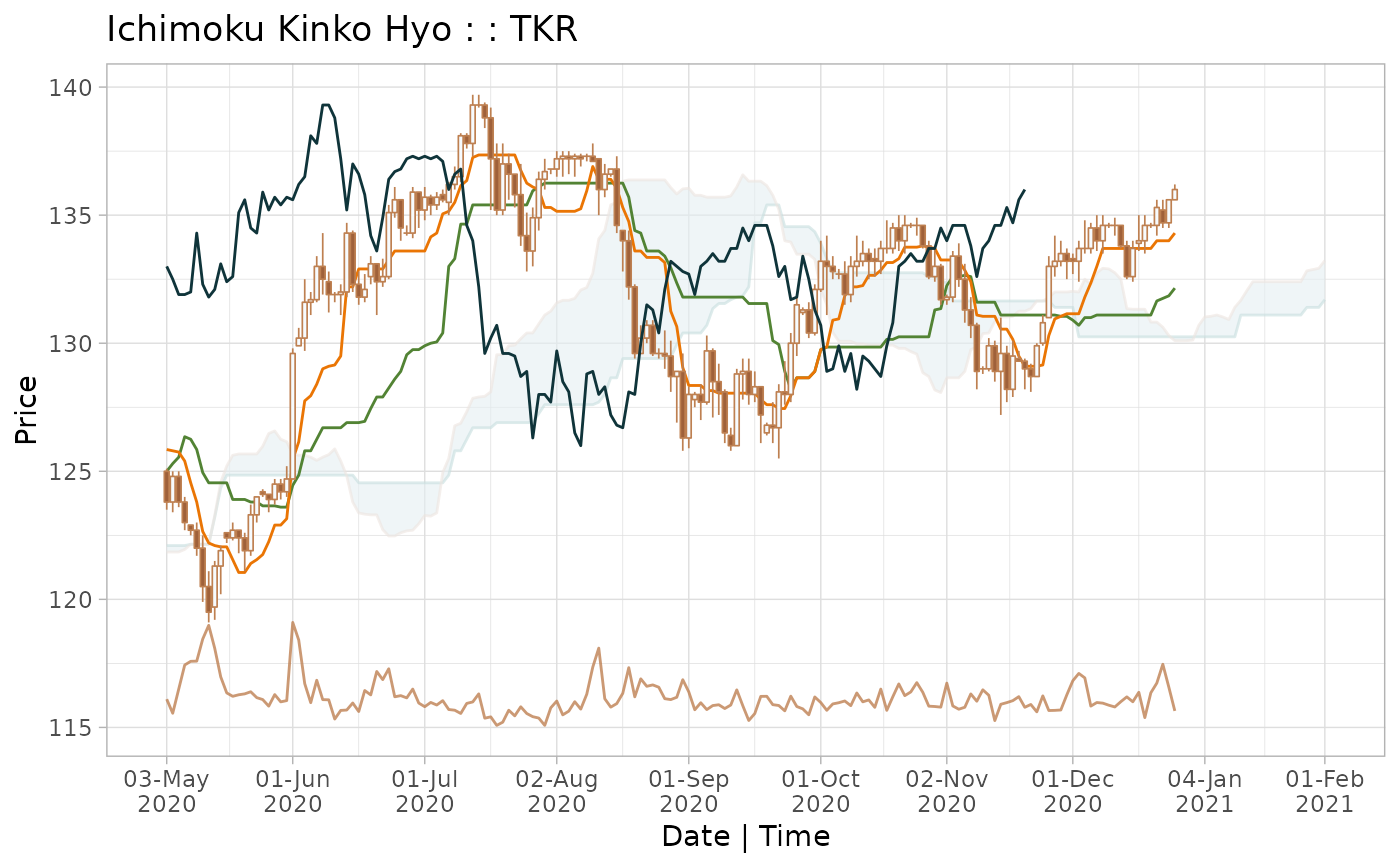 Ichimoku Kinko Hyo : : TKR
140
135
130
125
120
115
Price
03-May 01-Jun 01-Jul 02-Aug 01-Sep 01-Oct 02-Nov 01-Dec 04-Jan 01-Feb
2020 2020 2020 2020 2020 2020 2020 2020 2021 2021
Date | Time